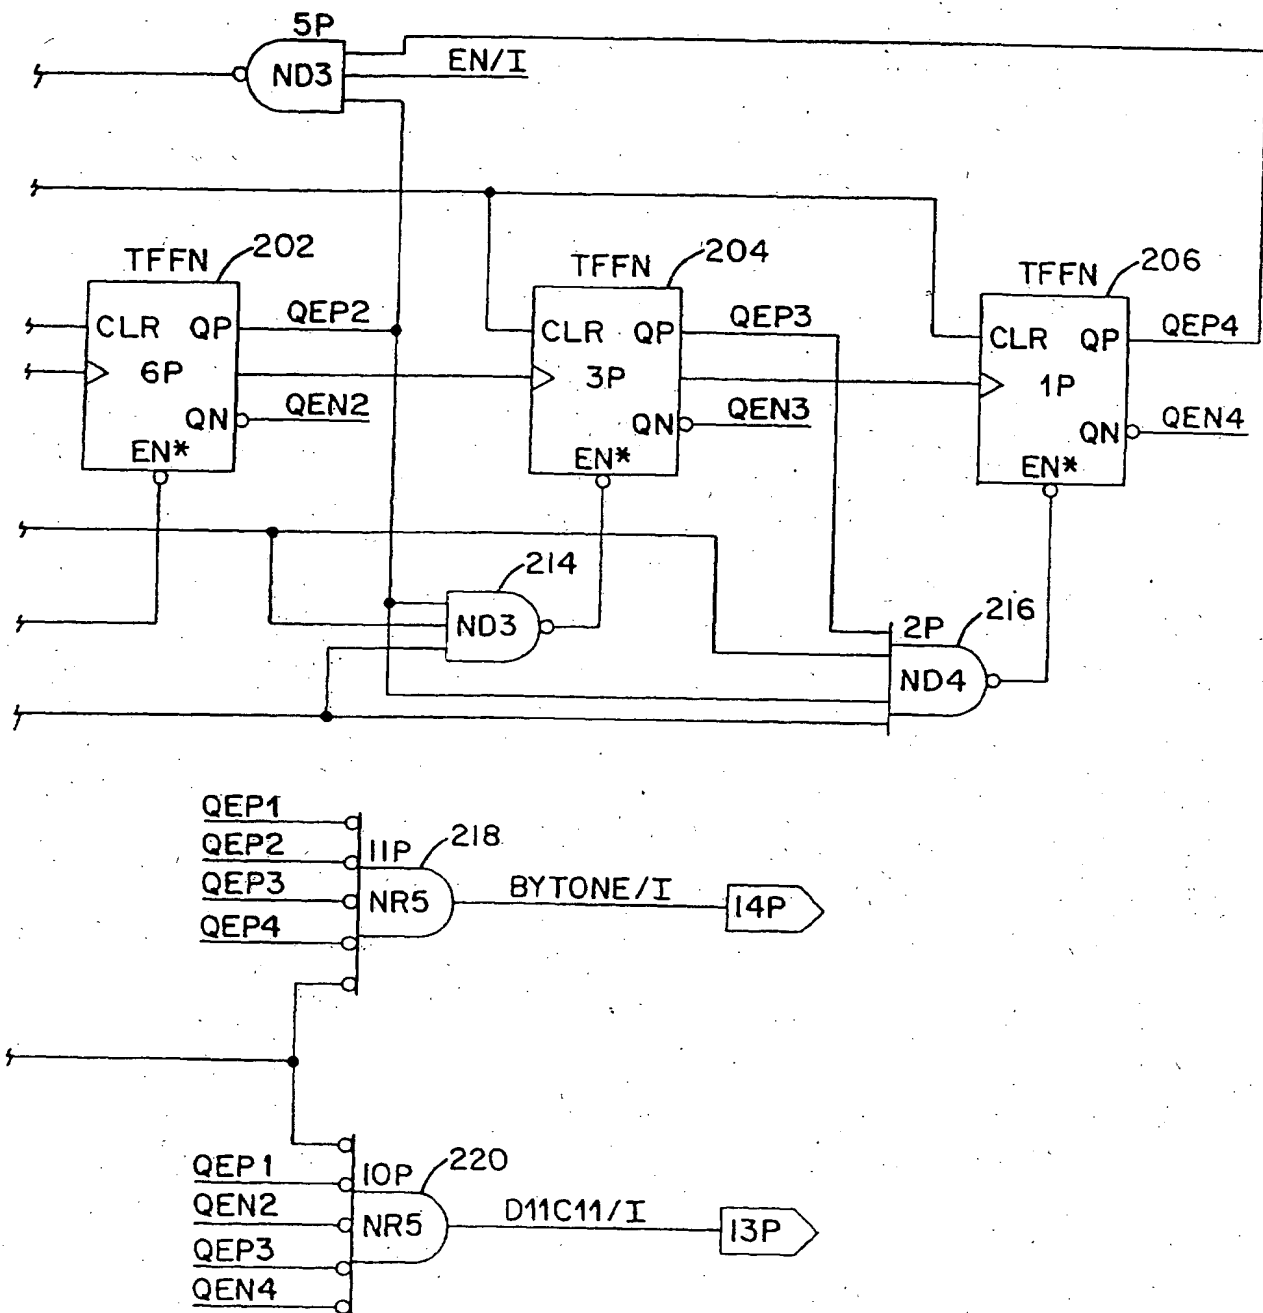 5P
ND3
EN/I
TFFN
202
CLR QP
6P
QN
EN*
QEP2
QEN2
TFFN
204
CLR QP
3P
QN
EN*
QEP3
QEN3
TFFN
206
CLR QP
1P
QN
EN*
QEP4
QEN4
214
ND3
2P
216
ND4
QEP1
QEP2
QEP3
QEP4
11P
218
NR5
BYTONE/I
14P
QEP1
QEN2
QEP3
QEN4
10P
220
NR5
D11C11/I
13P